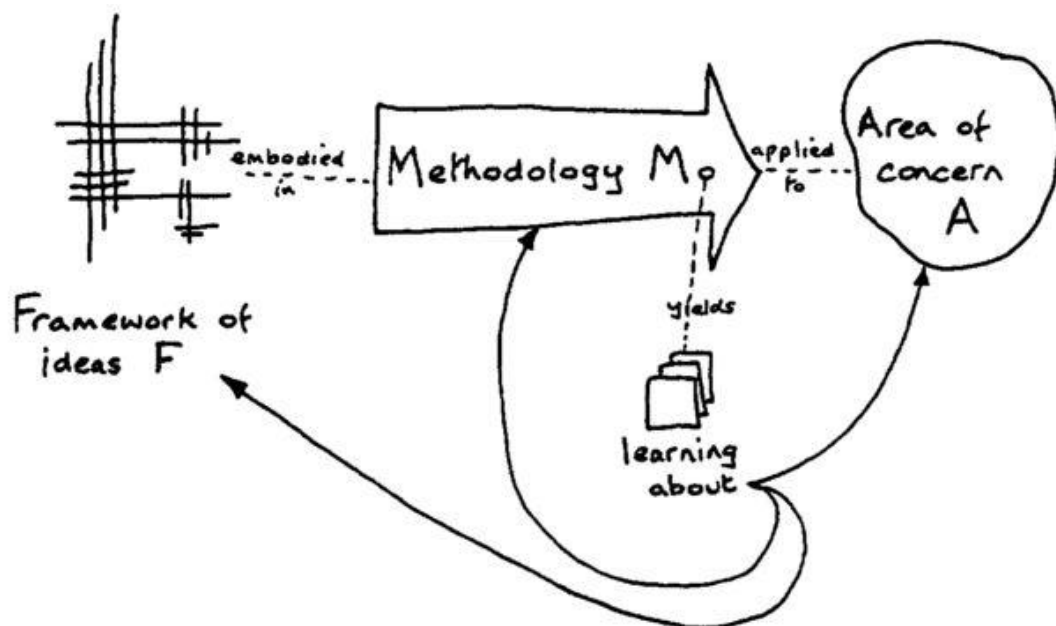 embodied
in
Methodology M
applied
to
Area of
concern
A
Framework of
ideas F
yields
learning
about